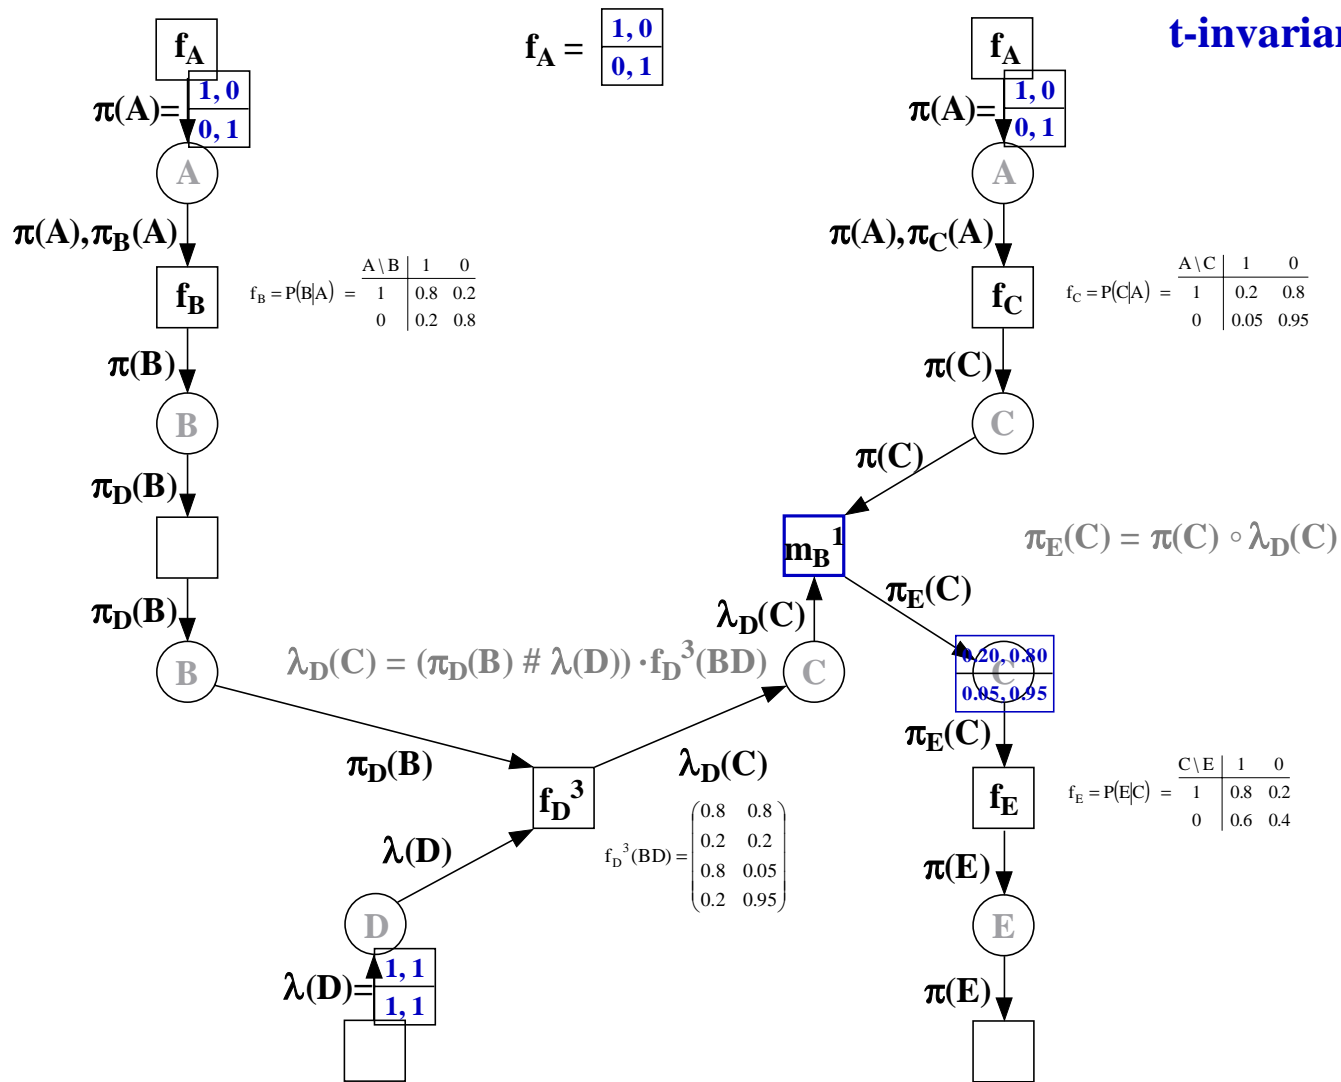 f_A
f_A = 1, 0
0, 1
f_A
π(A)= 1, 0
0, 1
π(A)= 1, 0
0, 1
A
A
π(A), π_B(A)
π(A), π_C(A)
f_B
f_B = P(B|A) =
A \ B 1 0
1 0.8 0.2
0 0.2 0.8
f_C
f_C = P(C|A) =
A \ C 1 0
1 0.2 0.8
0 0.05 0.95
π(B)
π(C)
B
C
π(C)
π_D(B)
m_B^1
π_E(C) = π(C) ∘ λ_D(C)
π_E(C)
π_D(B)
λ_D(C)
B
λ_D(C) = (π_D(B) # λ(D)) · f_D^3(BD)
C
C
0.20, 0.80
0.05, 0.95
π_E(C)
π_D(B)
λ_D(C)
f_D^3
f_E
f_E = P(E|C) =
C \ E 1 0
1 0.8 0.2
0 0.6 0.4
f_D^3(BD) =
0.8 0.8
0.2 0.2
0.8 0.05
0.2 0.95
λ(D)
π(E)
D
E
λ(D)= 1, 1
1, 1
π(E)